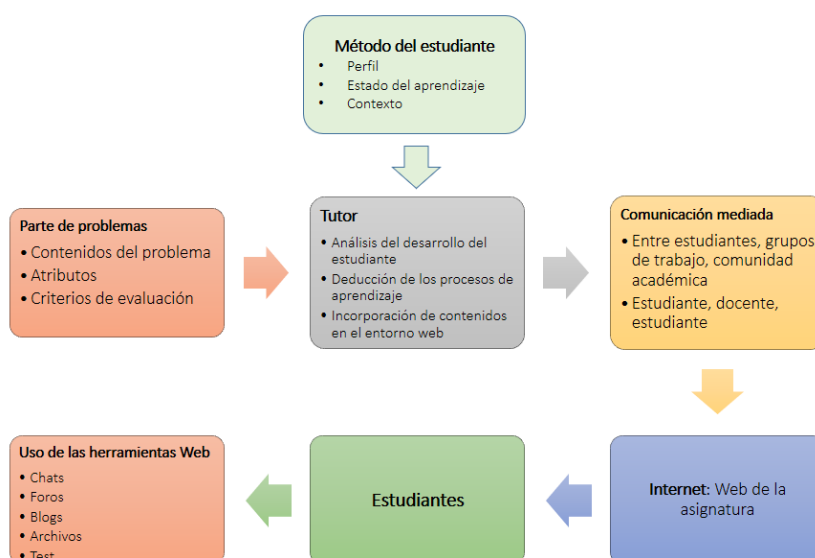 Método del estudiante
• Perfil
• Estado del aprendizaje
• Contexto
Parte de problemas
• Contenidos del problema
• Atributos
• Criterios de evaluación
Tutor
• Análisis del desarrollo del
estudiante
• Deducción de los procesos de
aprendizaje
• Incorporación de contenidos
en el entorno web
Comunicación mediada
• Entre estudiantes, grupos
de trabajo, comunidad
académica
• Estudiante, docente,
estudiante
Uso de las herramientas Web
• Chats
• Foros
• Blogs
• Archivos
• Test
Estudiantes
Internet: Web de la
asignatura